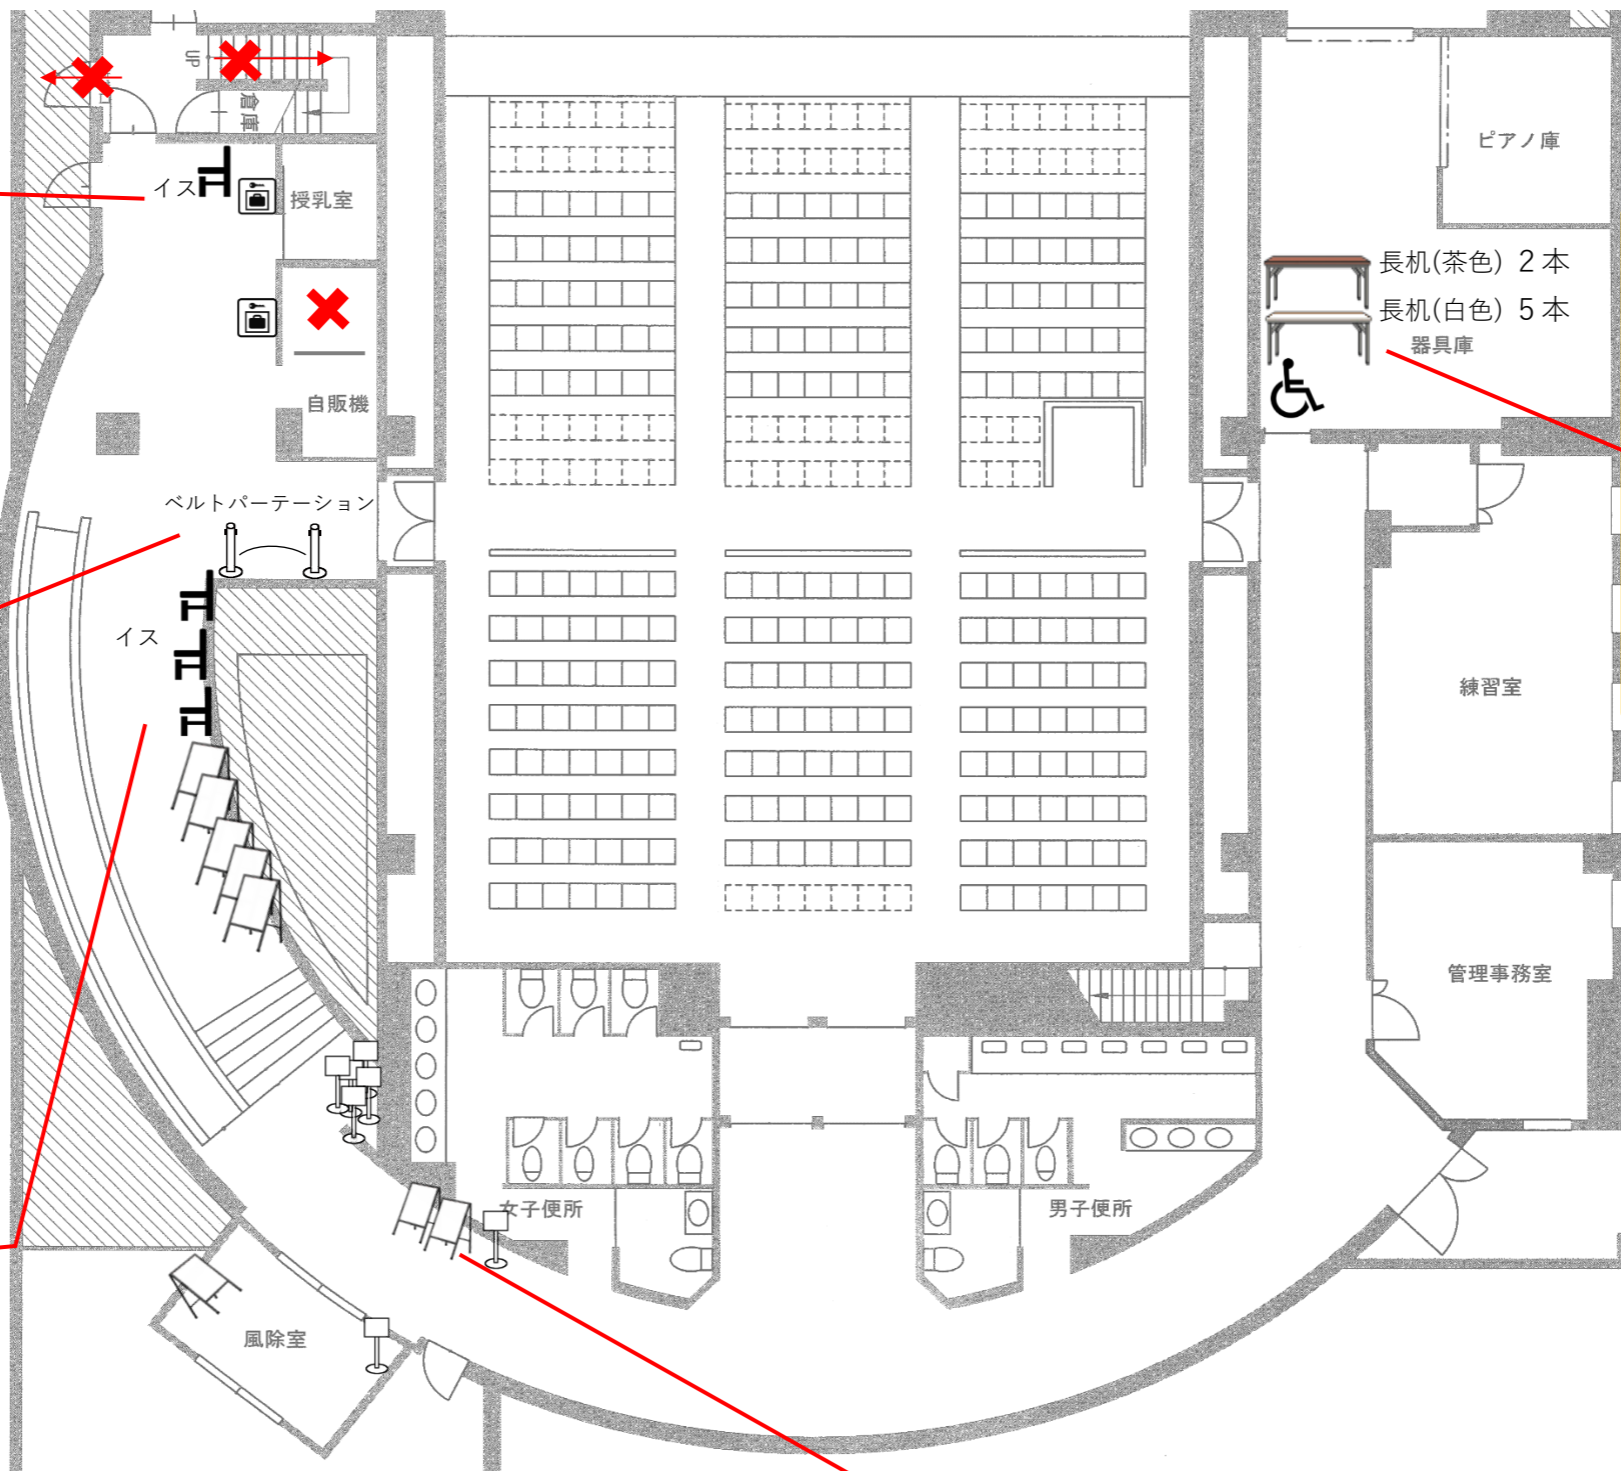 UP
倉庫
イス
授乳室
ピアノ庫
長机(茶色) 2本
長机(白色) 5本
器具庫
自販機
ベルトパーテーション
イス
練習室
管理事務室
女子便所
男子便所
風除室